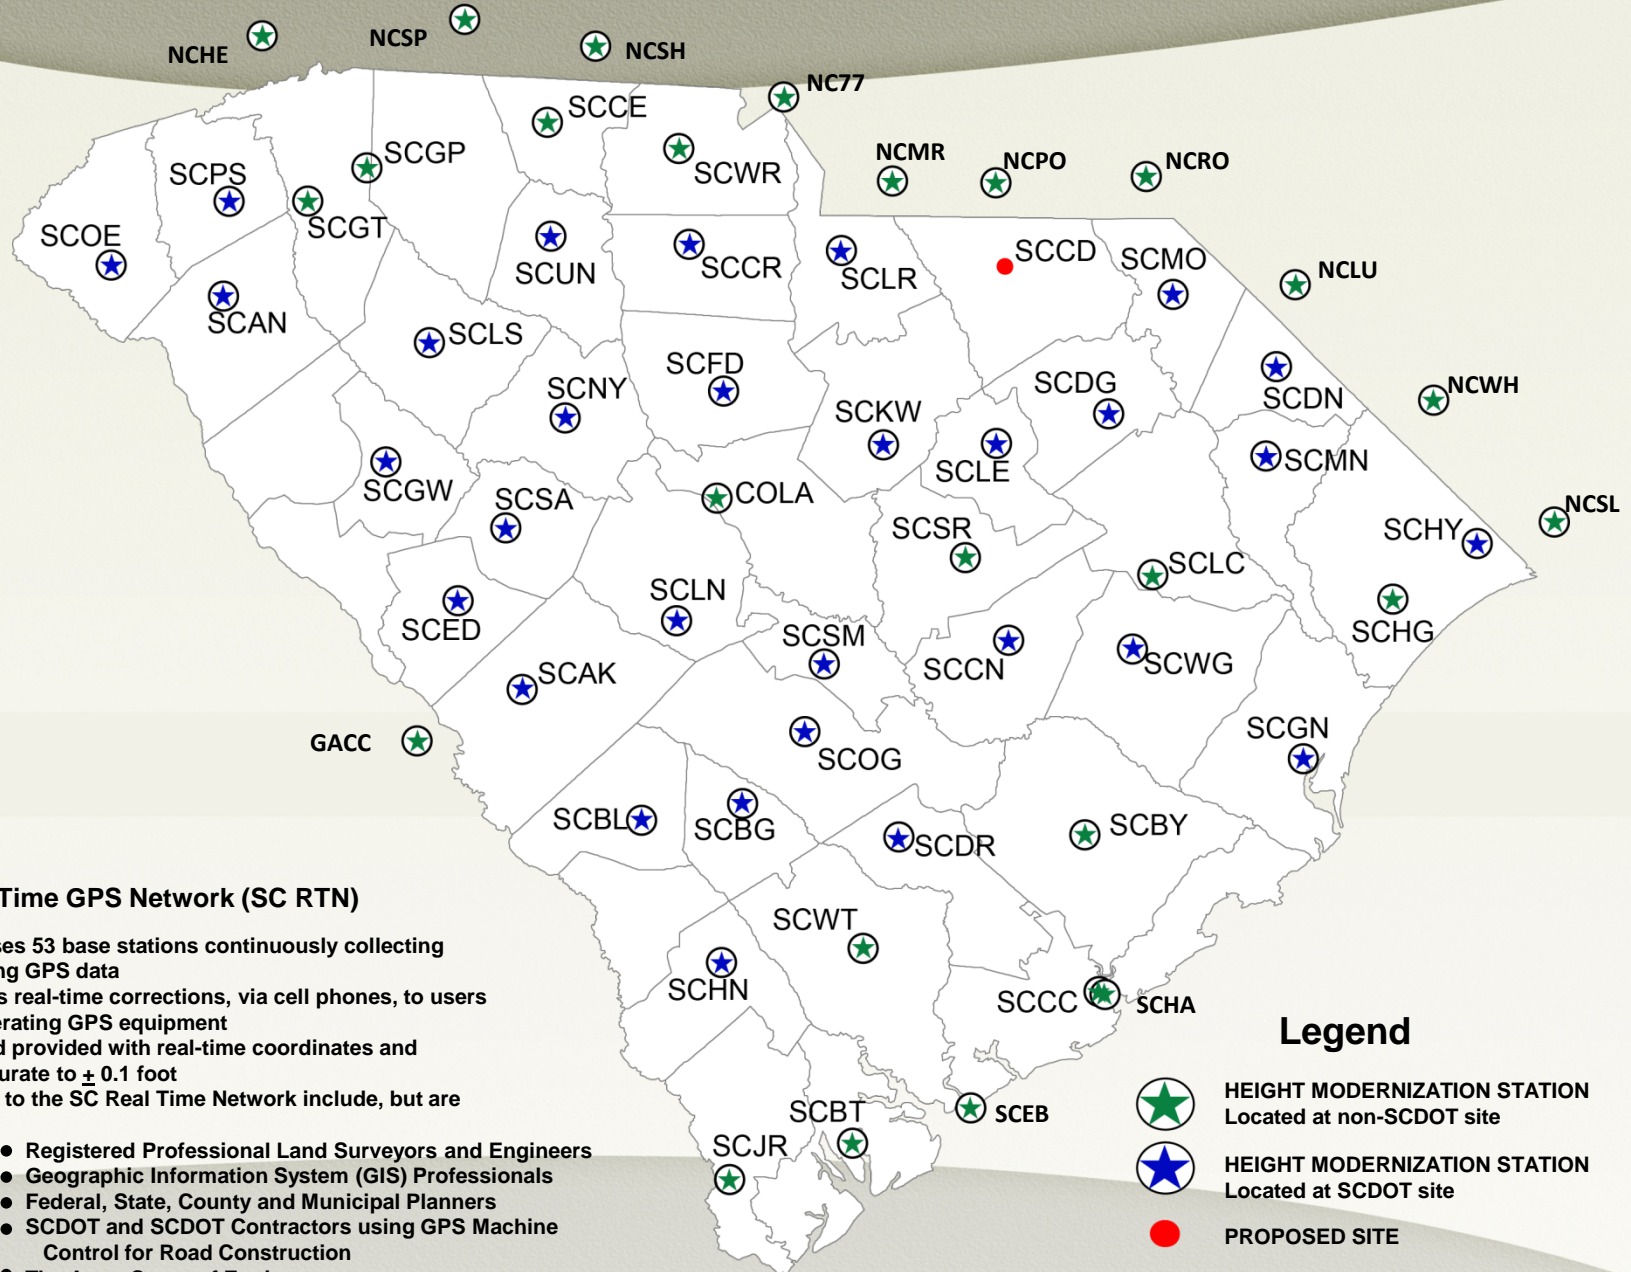 NCHE
NCSP
NCSH
NC77
NCMR
NCPO
NCRO
NCLU
NCWH
NCSL
SCCE
SCGP
SCWR
SCPS
SCGT
SCOE
SCUN
SCCR
SCLR
SCCD
SCMO
SCAN
SCLS
SCFD
SCDG
SCDN
SCNY
SCKW
SCLE
SCMN
SCGW
SCSA
COLA
SCSR
SCHY
SCLC
SCED
SCLN
SCHG
SCSM
SCCN
SCWG
SCAK
GACC
SCOG
SCGN
SCBL
SCBG
SCDR
SCBY
SCWT
SCHN
SCCC
SCHA
SCBT
SCEB
SCJR
Time GPS Network (SC RTN)
es 53 base stations continuously collecting
ng GPS data
s real-time corrections, via cell phones, to users
erating GPS equipment
d provided with real-time coordinates and
urate to ± 0.1 foot
to the SC Real Time Network include, but are
● Registered Professional Land Surveyors and Engineers
● Geographic Information System (GIS) Professionals
● Federal, State, County and Municipal Planners
● SCDOT and SCDOT Contractors using GPS Machine
Control for Road Construction
Legend
HEIGHT MODERNIZATION STATION
Located at non-SCDOT site
HEIGHT MODERNIZATION STATION
Located at SCDOT site
PROPOSED SITE